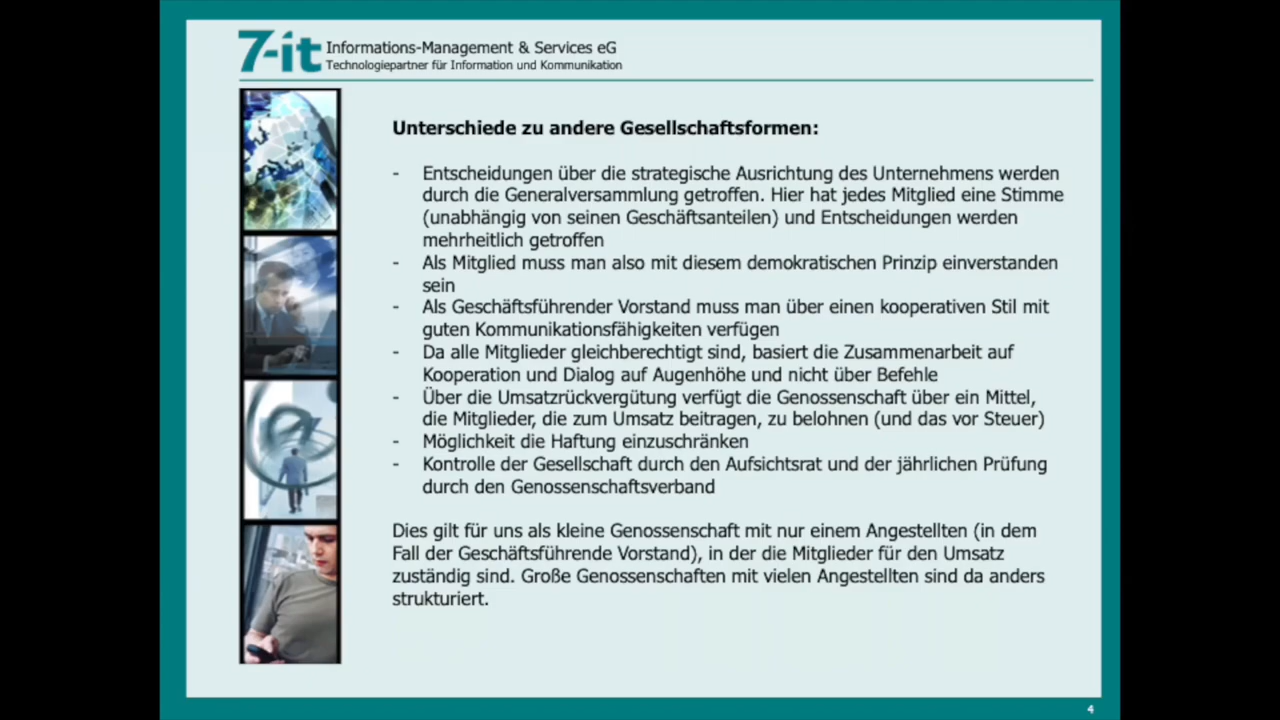 7-it Informations-Management & Services eG
Technologiepartner für Information und Kommunikation
Unterschiede zu andere Gesellschaftsformen:
- Entscheidungen über die strategische Ausrichtung des Unternehmens werden
durch die Generalversammlung getroffen. Hier hat jedes Mitglied eine Stimme
(unabhängig von seinen Geschäftsanteilen) und Entscheidungen werden
mehrheitlich getroffen
- Als Mitglied muss man also mit diesem demokratischen Prinzip einverstanden
sein
- Als Geschäftsführender Vorstand muss man über einen kooperativen Stil mit
guten Kommunikationsfähigkeiten verfügen
- Da alle Mitglieder gleichberechtigt sind, basiert die Zusammenarbeit auf
Kooperation und Dialog auf Augenhöhe und nicht über Befehle
- Über die Umsatzrückvergütung verfügt die Genossenschaft über ein Mittel,
die Mitglieder, die zum Umsatz beitragen, zu belohnen (und das vor Steuer)
- Möglichkeit die Haftung einzuschränken
- Kontrolle der Gesellschaft durch den Aufsichtsrat und der jährlichen Prüfung
durch den Genossenschaftsverband
Dies gilt für uns als kleine Genossenschaft mit nur einem Angestellten (in dem
Fall der Geschäftsführende Vorstand), in der die Mitglieder für den Umsatz
zuständig sind. Große Genossenschaften mit vielen Angestellten sind da anders
strukturiert.
4